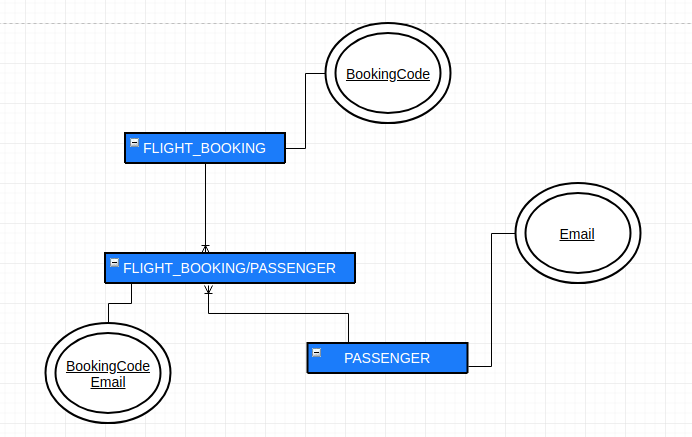 BookingCode
FLIGHT_BOOKING
Email
FLIGHT_BOOKING/PASSENGER
PASSENGER
BookingCode
Email